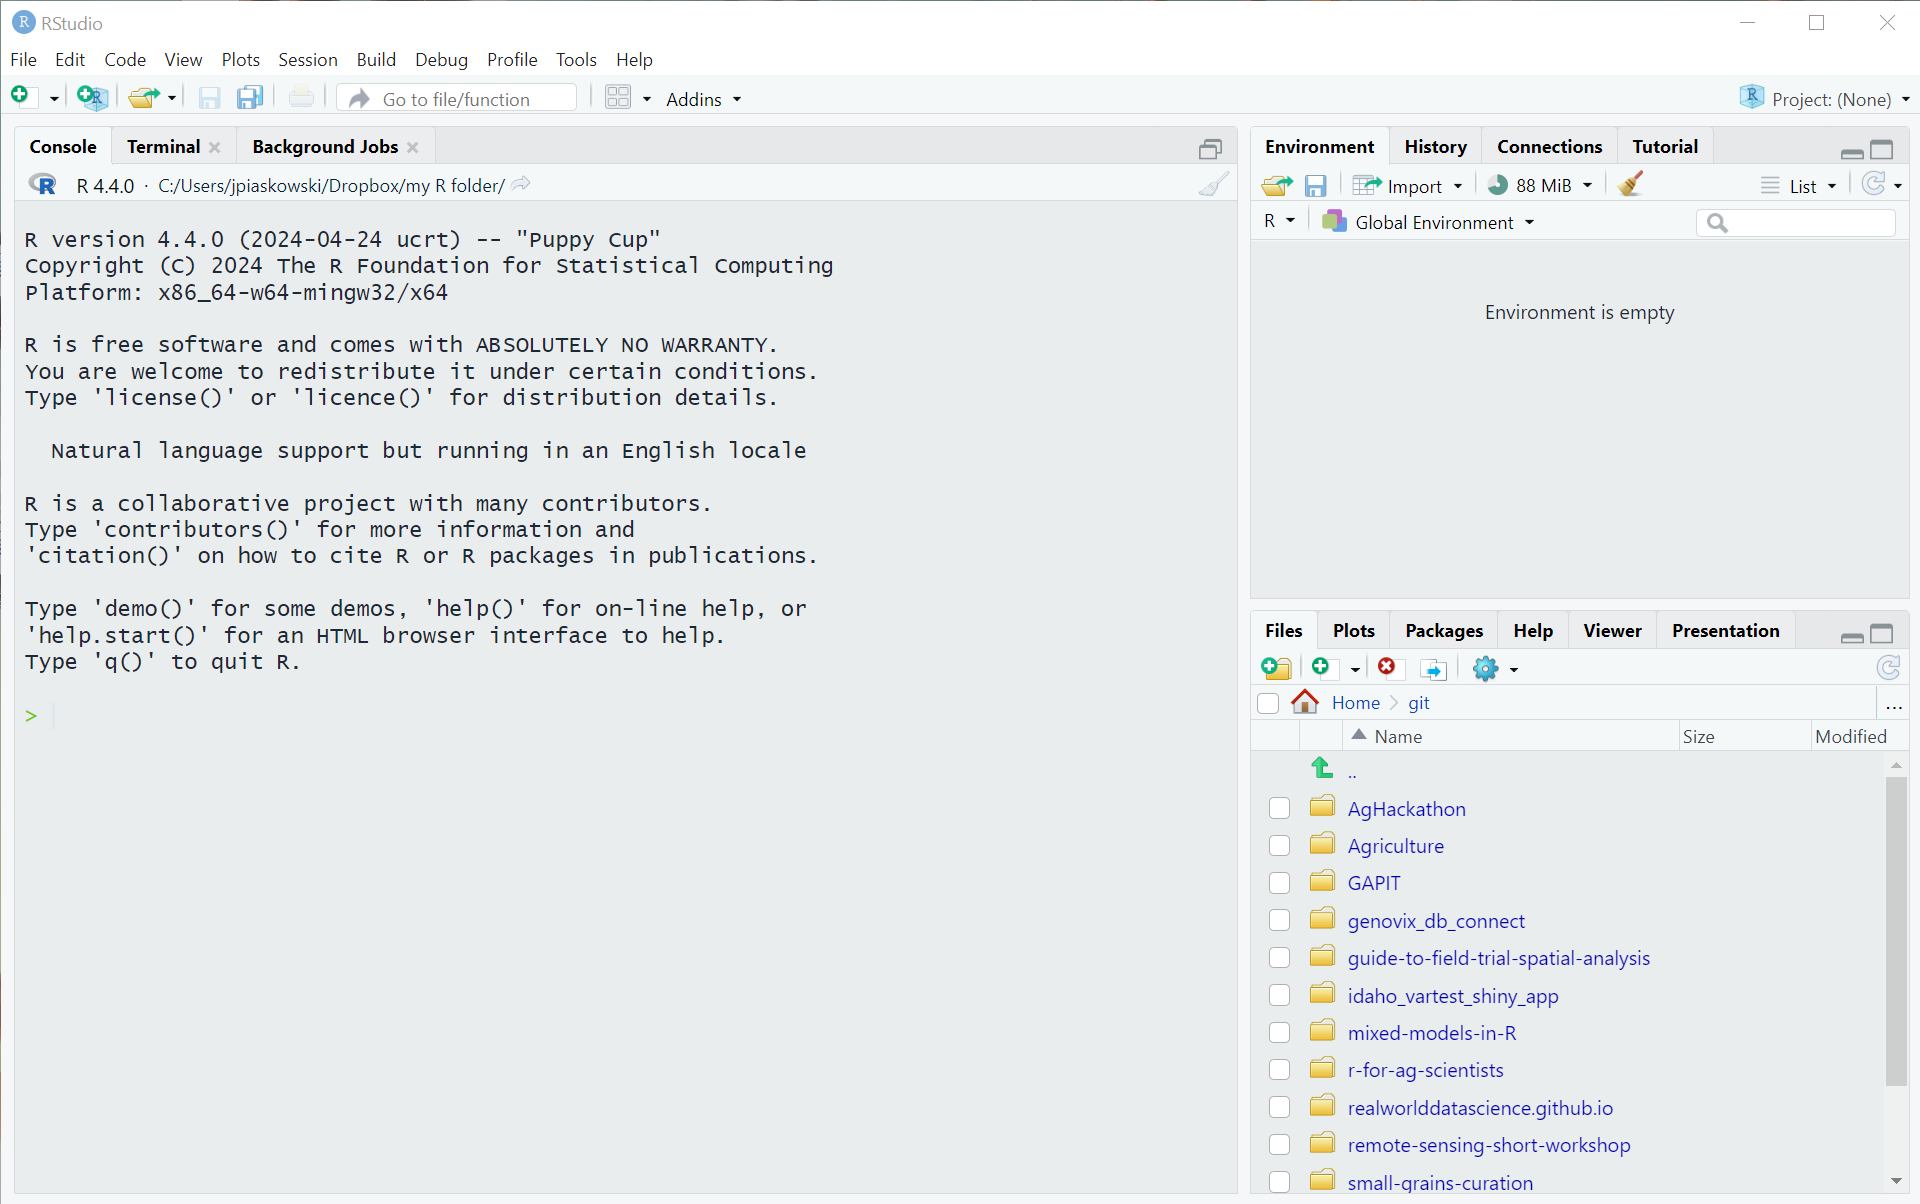 RStudio
File Edit Code View Plots Session Build Debug Profile Tools Help
Go to file/function Addins Project: (None)
Console Terminal Background Jobs
R 4.4.0 · C:/Users/jpiaskowski/Dropbox/my R folder/
R version 4.4.0 (2024-04-24 ucrt) -- "Puppy Cup"
Copyright (C) 2024 The R Foundation for Statistical Computing
Platform: x86_64-w64-mingw32/x64
R is free software and comes with ABSOLUTELY NO WARRANTY.
You are welcome to redistribute it under certain conditions.
Type 'license()' or 'licence()' for distribution details.
Natural language support but running in an English locale
R is a collaborative project with many contributors.
Type 'contributors()' for more information and
'citation()' on how to cite R or R packages in publications.
Type 'demo()' for some demos, 'help()' for on-line help, or
'help.start()' for an HTML browser interface to help.
Type 'q()' to quit R.
>
Environment History Connections Tutorial
Import 88 MiB List
R Global Environment
Environment is empty
Files Plots Packages Help Viewer Presentation
Home git ...
Name Size Modified
..
AgHackathon
Agriculture
GAPIT
genovix_db_connect
guide-to-field-trial-spatial-analysis
idaho_vartest_shiny_app
mixed-models-in-R
r-for-ag-scientists
realworlddatascience.github.io
remote-sensing-short-workshop
small-grains-curation